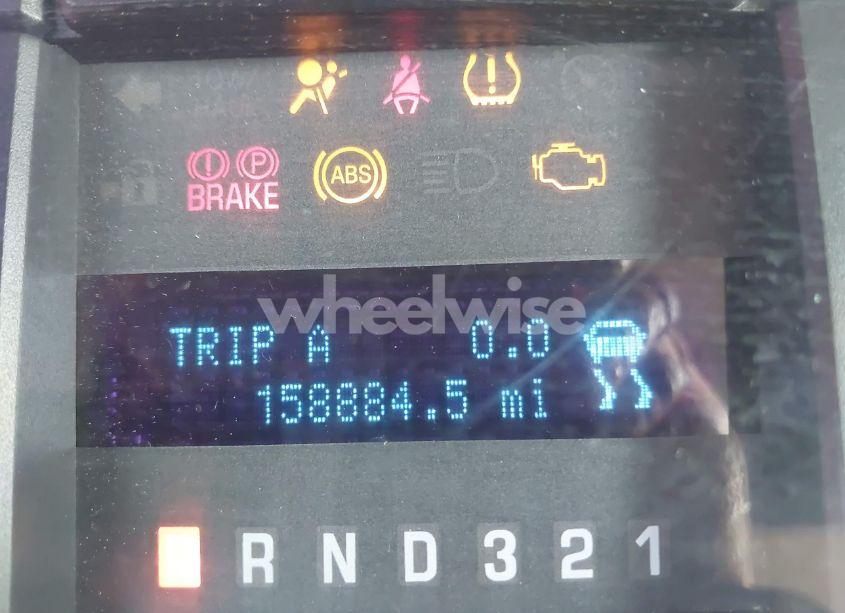 BRAKE
P
ABS
wheelwise
TRIP A 0.0
158884.5 mi
R N D 3 2 1